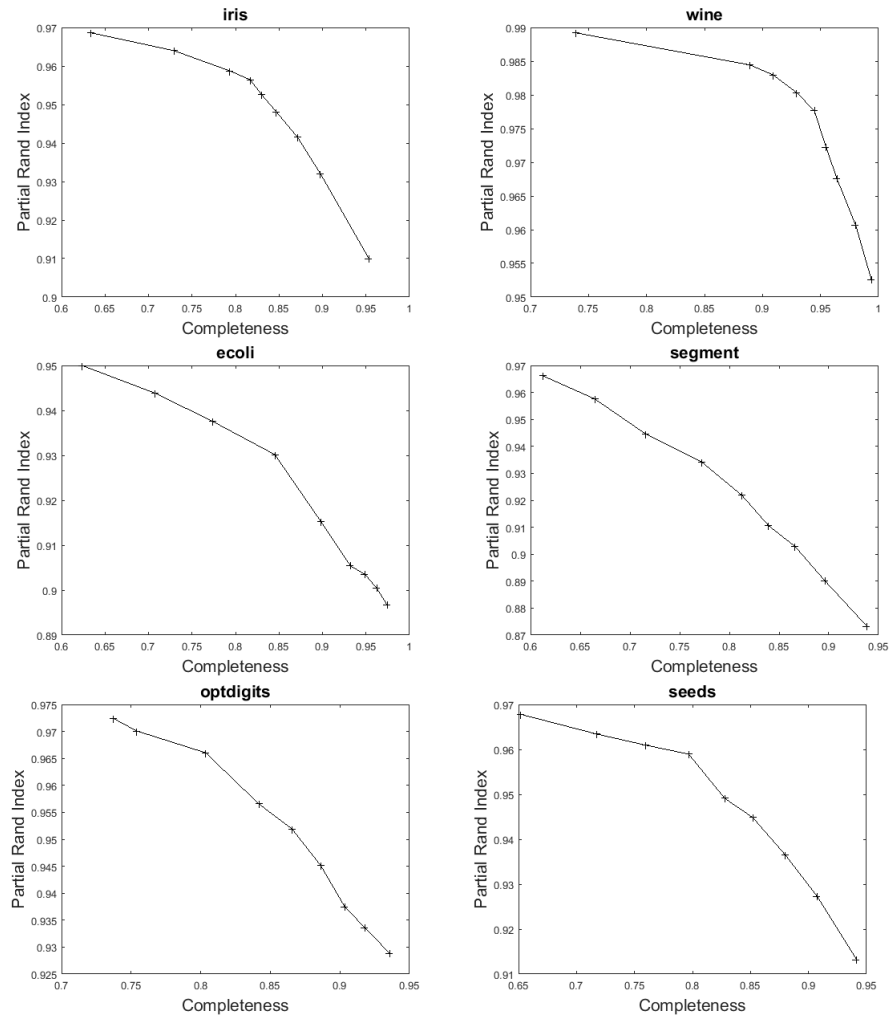 iris
0.97
0.96
0.95
0.94
0.93
0.92
0.91
0.9
Partial Rand Index
0.6 0.65 0.7 0.75 0.8 0.85 0.9 0.95 1
Completeness
wine
0.99
0.985
0.98
0.975
0.97
0.965
0.96
0.955
0.95
Partial Rand Index
0.7 0.75 0.8 0.85 0.9 0.95 1
Completeness
ecoli
0.95
0.94
0.93
0.92
0.91
0.9
0.89
Partial Rand Index
0.6 0.65 0.7 0.75 0.8 0.85 0.9 0.95 1
Completeness
segment
0.97
0.96
0.95
0.94
0.93
0.92
0.91
0.9
0.89
0.88
0.87
Partial Rand Index
0.6 0.65 0.7 0.75 0.8 0.85 0.9 0.95
Completeness
optdigits
0.975
0.97
0.965
0.96
0.955
0.95
0.945
0.94
0.935
0.93
0.925
Partial Rand Index
0.7 0.75 0.8 0.85 0.9 0.95
Completeness
seeds
0.97
0.96
0.95
0.94
0.93
0.92
0.91
Partial Rand Index
0.65 0.7 0.75 0.8 0.85 0.9 0.95
Completeness